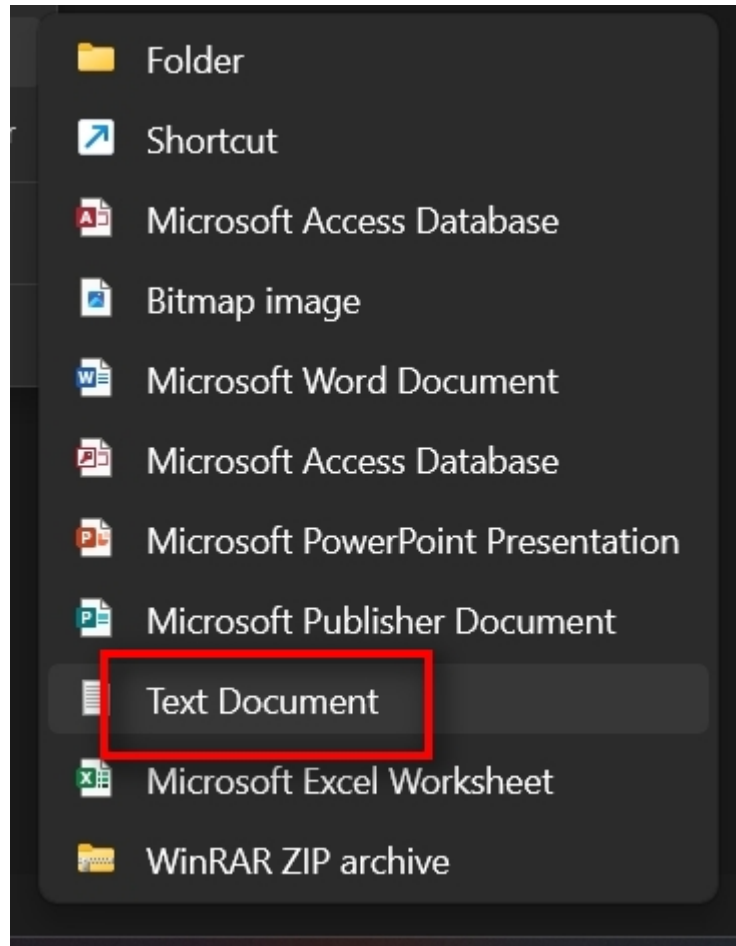 Folder
Shortcut
Microsoft Access Database
Bitmap image
Microsoft Word Document
Microsoft Access Database
Microsoft PowerPoint Presentation
Microsoft Publisher Document
Text Document
Microsoft Excel Worksheet
WinRAR ZIP archive